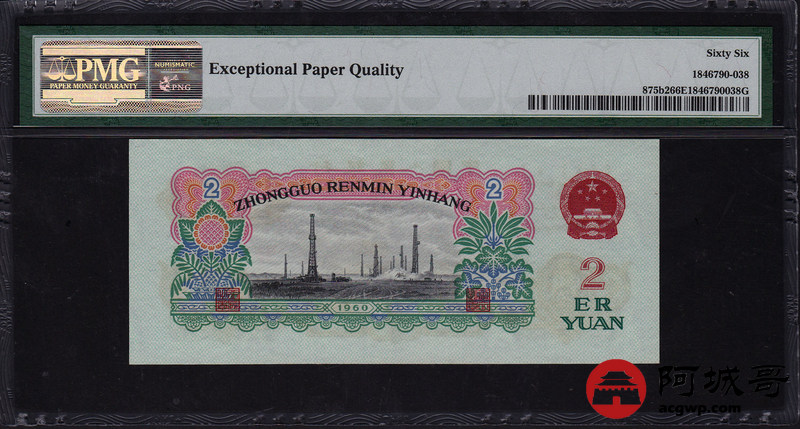 PMG
PAPER MONEY GUARANTY
NUMISMATIC
PNG
Exceptional Paper Quality
Sixty Six
1846790-038
875b266E1846790038G
2
2
ZHONGGUO RENMIN YINHANG
1960
2
ER
YUAN
阿城哥
acgwp.com